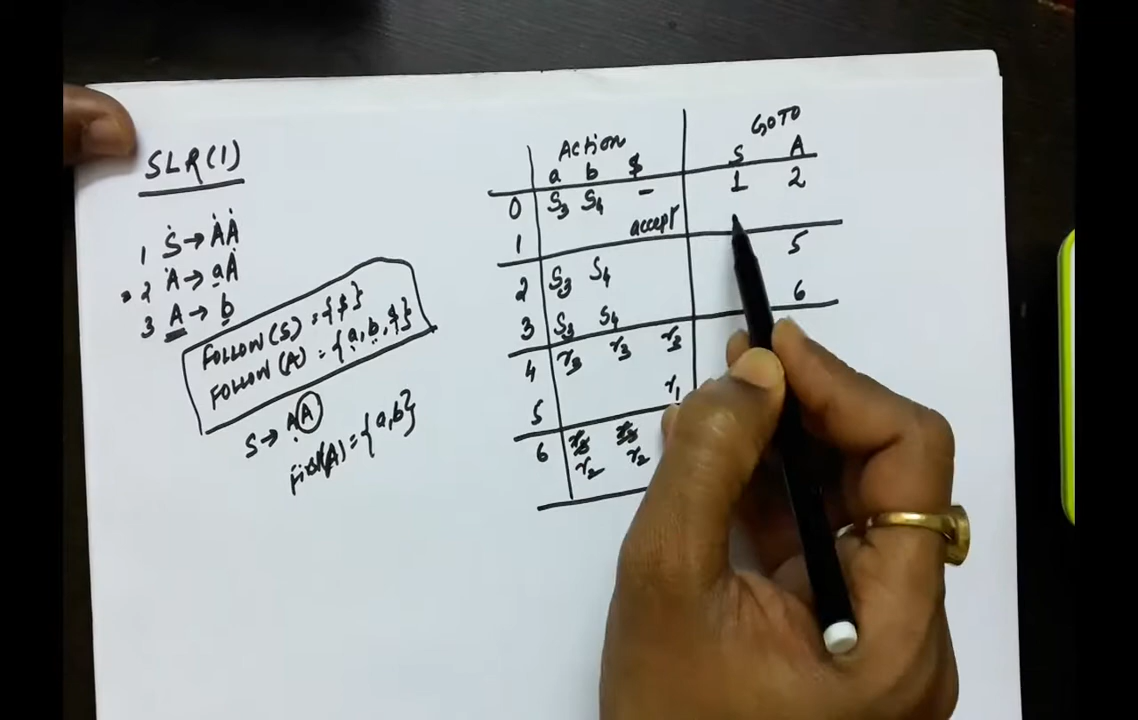 SLR(1)
1 S→AA
2 A→aA
3 A→b
FOLLOW(S) = {$}
FOLLOW(A) = {a,b,$}
S→AA
First(A) = {a,b}
Action GOTO
a b $ S A
0 S3 S4 – 1 2
1 accept
2 S3 S4 5
3 S3 S4 6
4 r3 r3 r3
5 r1
6 r2 r2